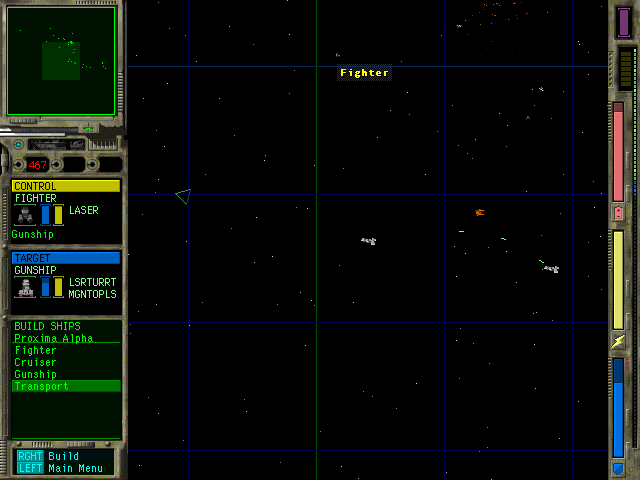 Fighter
467
CONTROL
FIGHTER
LASER
Gunship
TARGET
GUNSHIP
LSRTURRT
MGNTOPLS
BUILD SHIPS
Proxima Alpha
Fighter
Cruiser
Gunship
Transport
RGHT Build
LEFT Main Menu